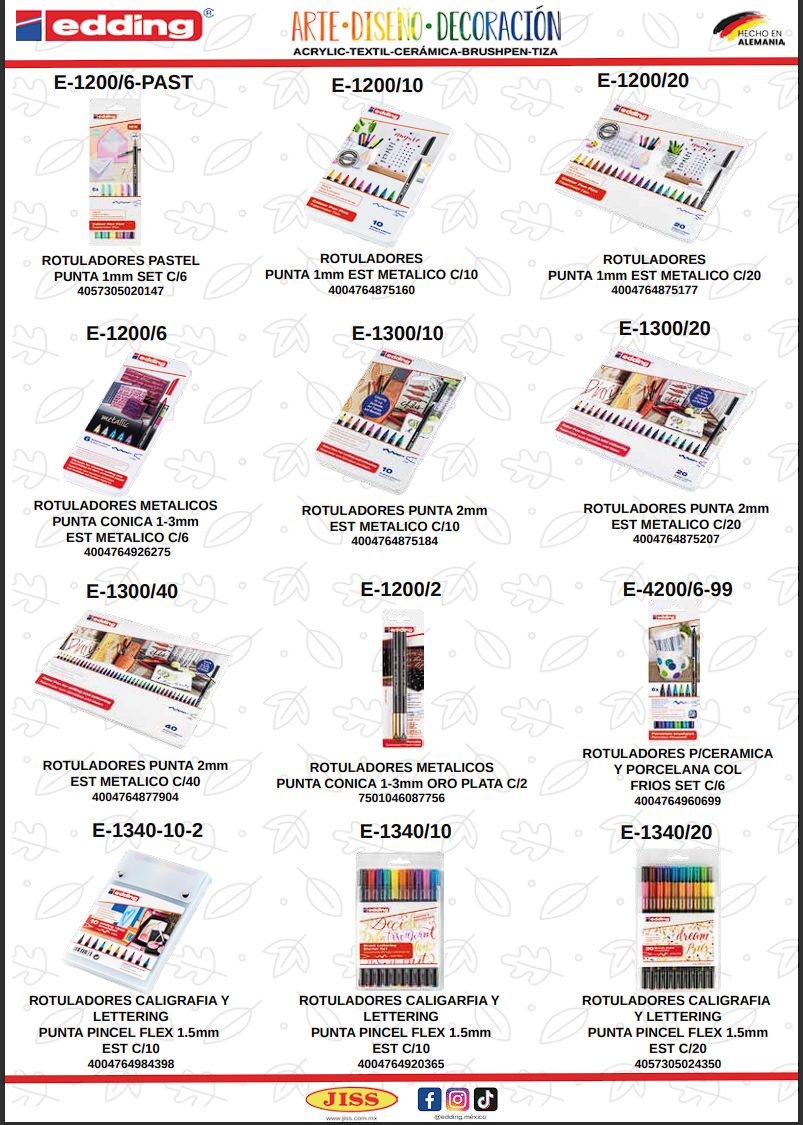 edding®
ARTE•DISEÑO•DECORACIÓN
ACRYLIC-TEXTIL-CERÁMICA-BRUSHPEN-TIZA
HECHO EN
ALEMANIA
E-1200/6-PAST
ROTULADORES PASTEL
PUNTA 1mm SET C/6
4057305020147
E-1200/10
ROTULADORES
PUNTA 1mm EST METALICO C/10
4004764875160
E-1200/20
ROTULADORES
PUNTA 1mm EST METALICO C/20
4004764875177
E-1200/6
metallic
ROTULADORES METALICOS
PUNTA CONICA 1-3mm
EST METALICO C/6
4004764926275
E-1300/10
ROTULADORES PUNTA 2mm
EST METALICO C/10
4004764875184
E-1300/20
ROTULADORES PUNTA 2mm
EST METALICO C/20
4004764875207
E-1300/40
ROTULADORES PUNTA 2mm
EST METALICO C/40
4004764877904
E-1200/2
ROTULADORES METALICOS
PUNTA CONICA 1-3mm ORO PLATA C/2
7501046087756
E-4200/6-99
ROTULADORES P/CERAMICA
Y PORCELANA COL
FRIOS SET C/6
4004764960699
E-1340-10-2
ROTULADORES CALIGRAFIA Y
LETTERING
PUNTA PINCEL FLEX 1.5mm
EST C/10
4004764984398
E-1340/10
ROTULADORES CALIGARFIA Y
LETTERING
PUNTA PINCEL FLEX 1.5mm
EST C/10
4004764920365
E-1340/20
dream
ROTULADORES CALIGRAFIA
Y LETTERING
PUNTA PINCEL FLEX 1.5mm
EST C/20
4057305024350
JISS
www.jiss.com.mx
@edding.méxico